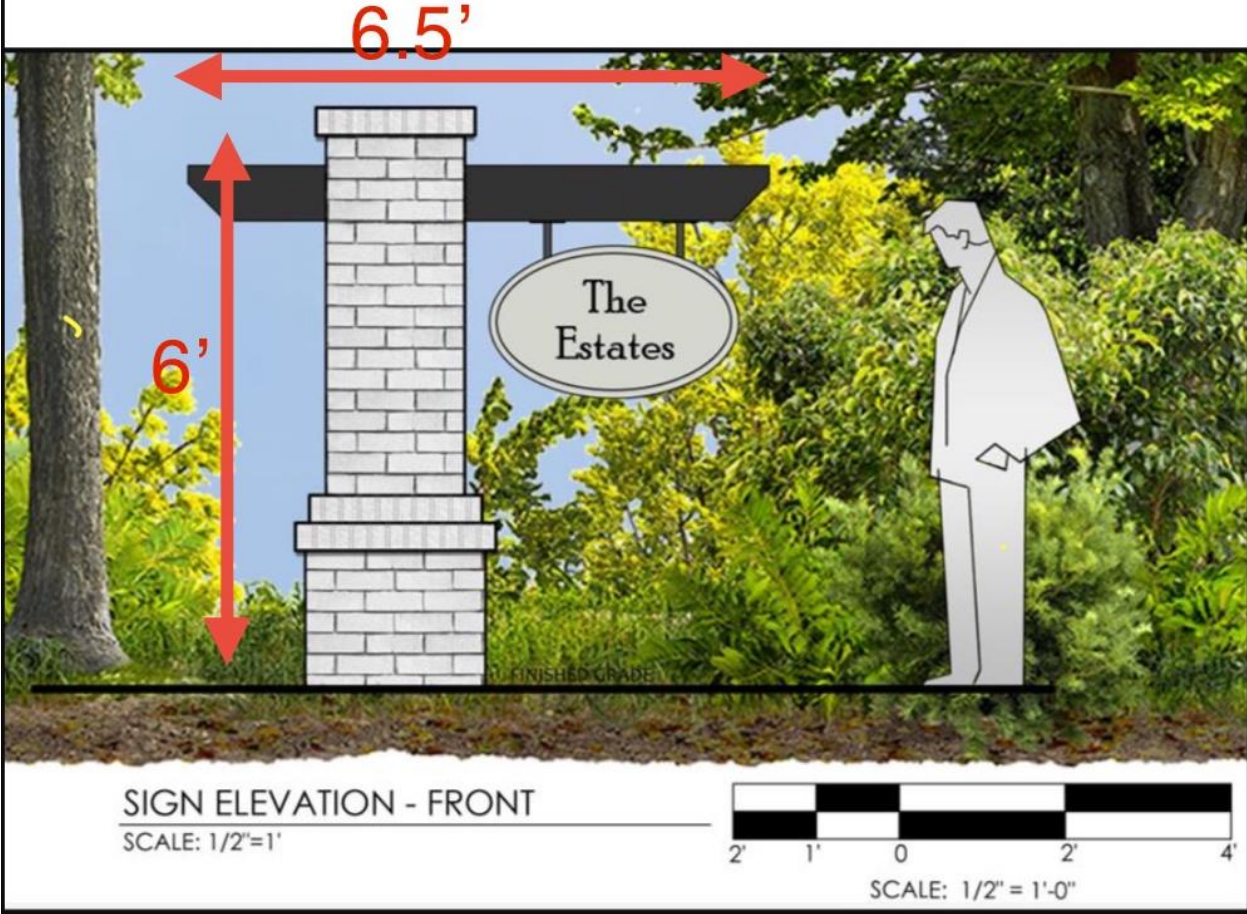 6.5’
6’
The
Estates
FINISHED GRADE
SIGN ELEVATION - FRONT
SCALE: 1/2"=1'
2' 1' 0 2' 4'
SCALE: 1/2" = 1'-0"